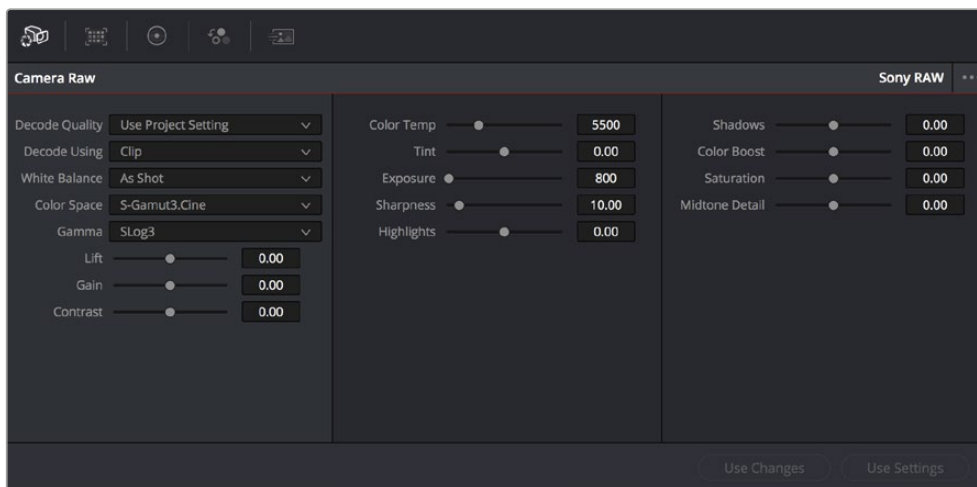 Camera Raw
Sony RAW
Decode Quality Use Project Setting
Decode Using Clip
White Balance As Shot
Color Space S-Gamut3.Cine
Gamma SLog3
Lift 0.00
Gain 0.00
Contrast 0.00
Color Temp 5500
Tint 0.00
Exposure 800
Sharpness 10.00
Highlights 0.00
Shadows 0.00
Color Boost 0.00
Saturation 0.00
Midtone Detail 0.00
Use Changes
Use Settings